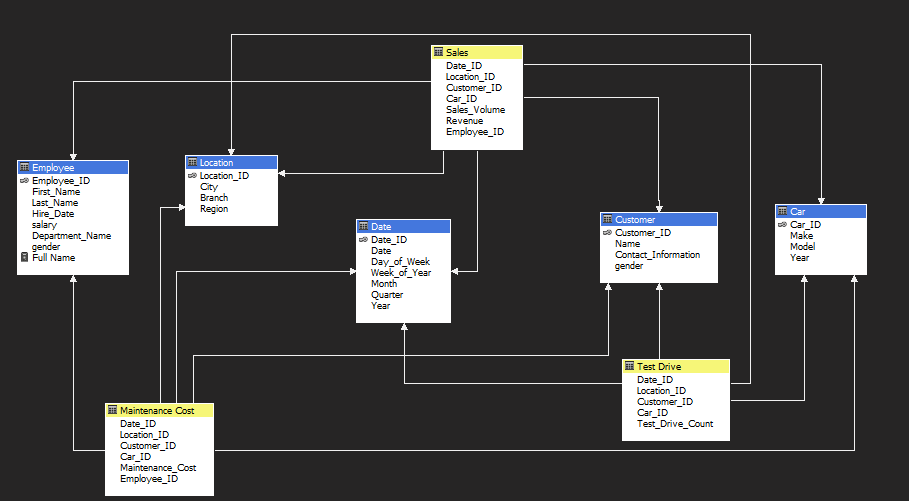 Sales
Date_ID
Location_ID
Customer_ID
Car_ID
Sales_Volume
Revenue
Employee_ID
Employee
Employee_ID
First_Name
Last_Name
Hire_Date
salary
Department_Name
gender
Full Name
Location
Location_ID
City
Branch
Region
Date
Date_ID
Date
Day_of_Week
Week_of_Year
Month
Quarter
Year
Customer
Customer_ID
Name
Contact_Information
gender
Car
Car_ID
Make
Model
Year
Maintenance Cost
Date_ID
Location_ID
Customer_ID
Car_ID
Maintenance_Cost
Employee_ID
Test Drive
Date_ID
Location_ID
Customer_ID
Car_ID
Test_Drive_Count